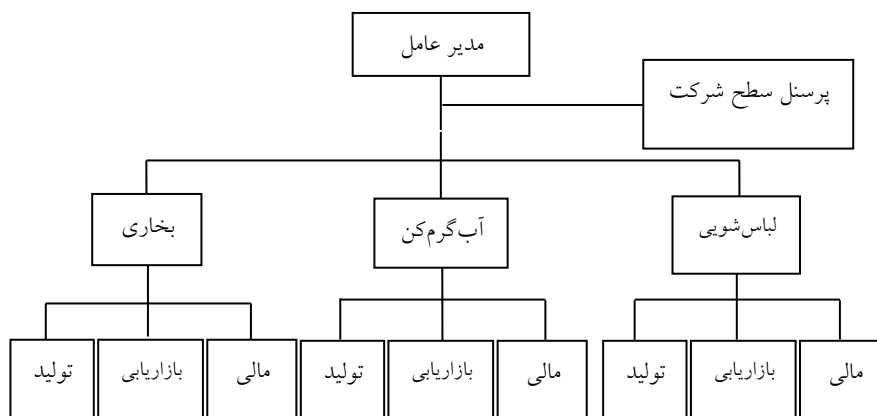 مدیر عامل
پرسنل سطح شرکت
لباس‌شویی
آب‌گرم‌کن
بخاری
مالی
بازاریابی
تولید
مالی
بازاریابی
تولید
مالی
بازاریابی
تولید